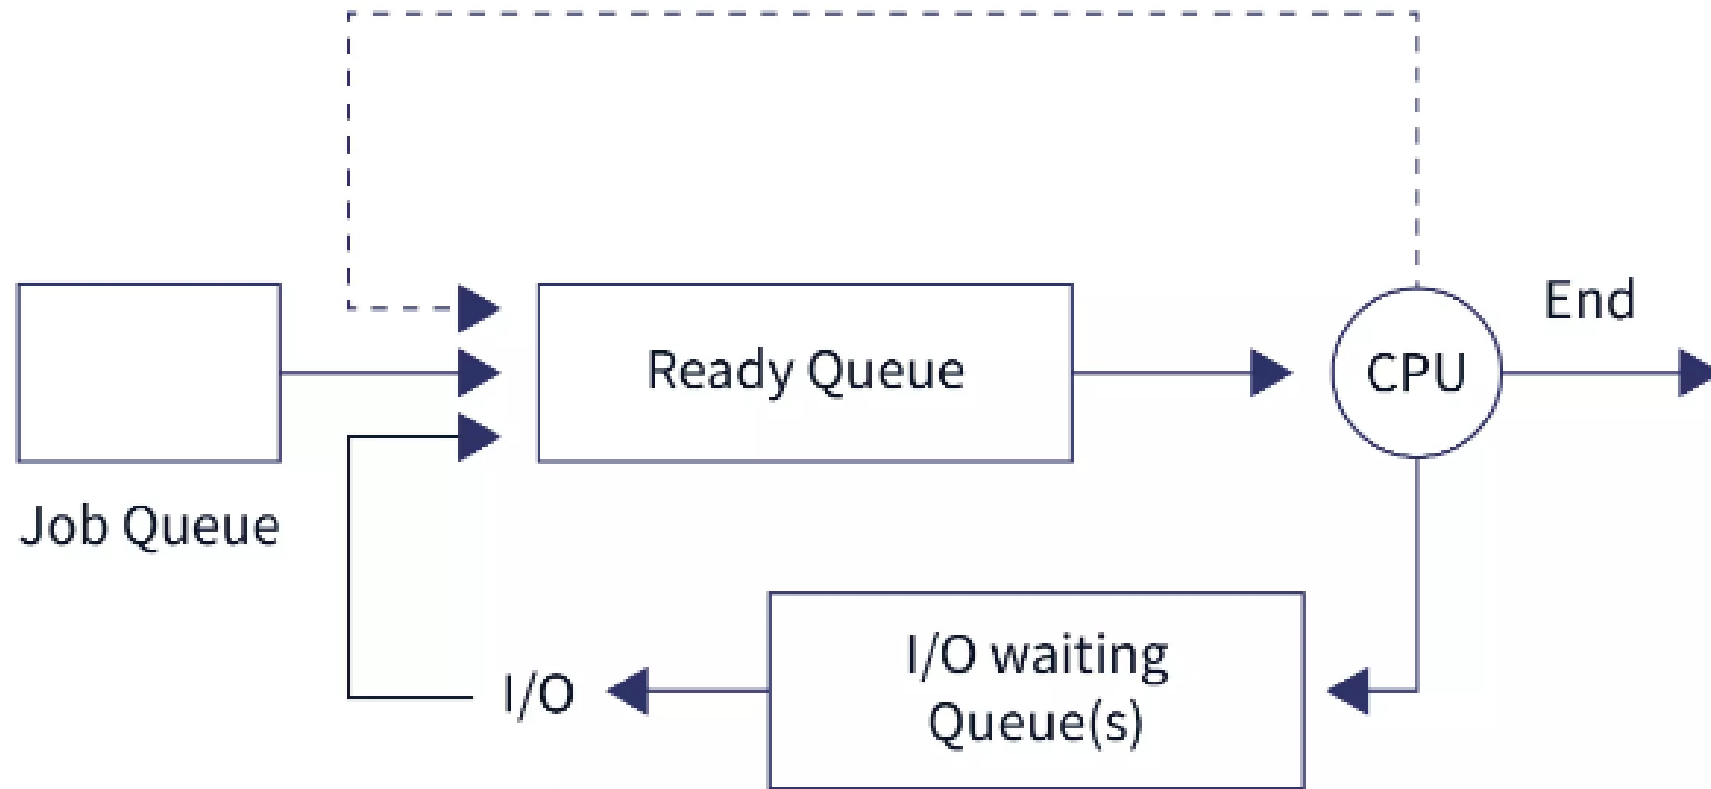 End
Ready Queue
CPU
Job Queue
I/O waiting
Queue(s)
I/O